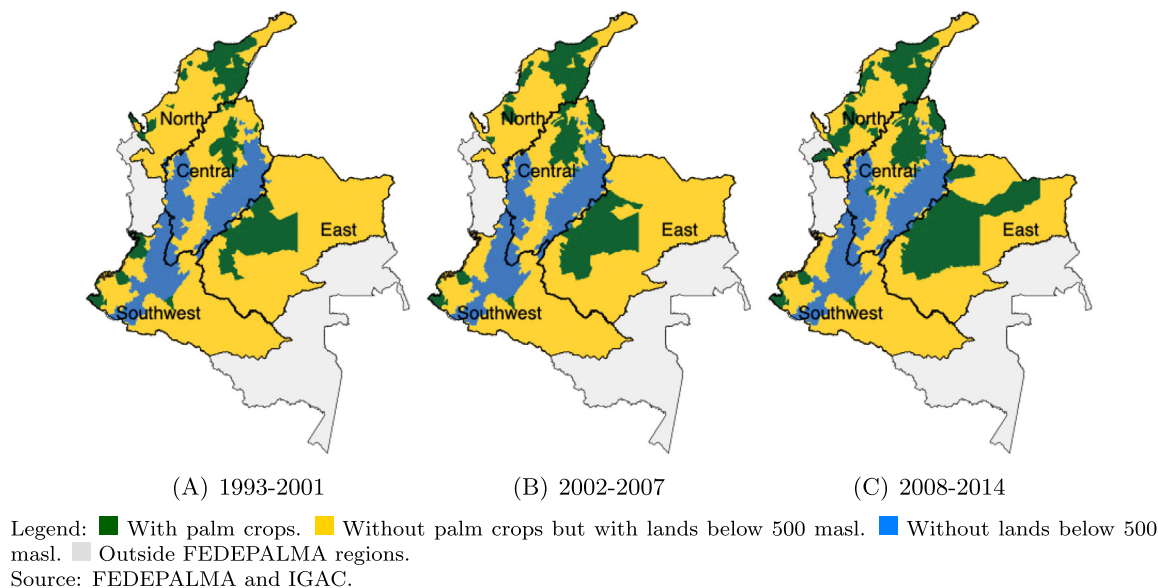 North
Central
East
Southwest
North
Central
East
Southwest
North
Central
East
Southwest
(A) 1993-2001
(B) 2002-2007
(C) 2008-2014
Legend: With palm crops. Without palm crops but with lands below 500 masl. Without lands below 500
masl. Outside FEDEPALMA regions.
Source: FEDEPALMA and IGAC.